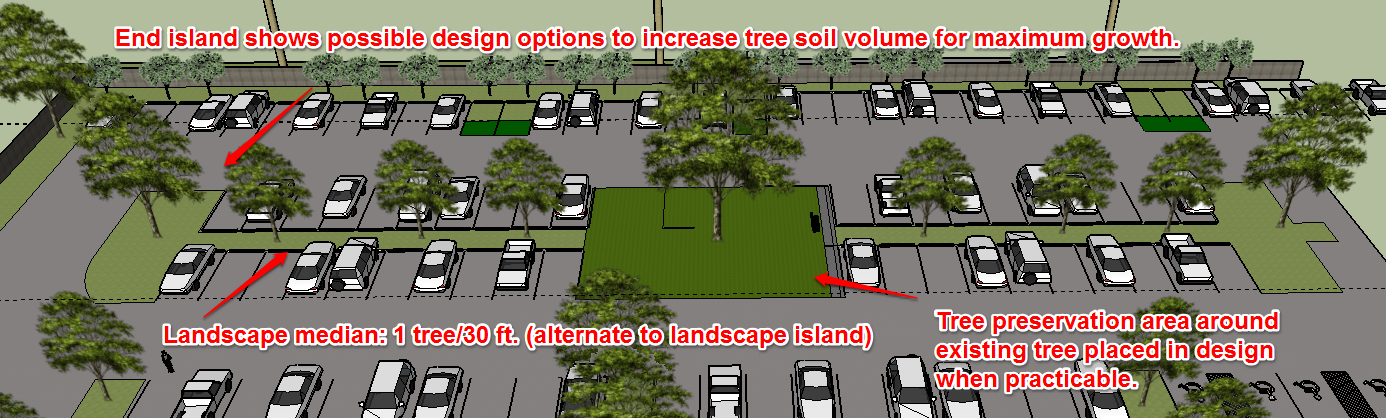 End island shows possible design options to increase tree soil volume for maximum growth.
Landscape median: 1 tree/30 ft. (alternate to landscape island)
Tree preservation area around
existing tree placed in design
when practicable.